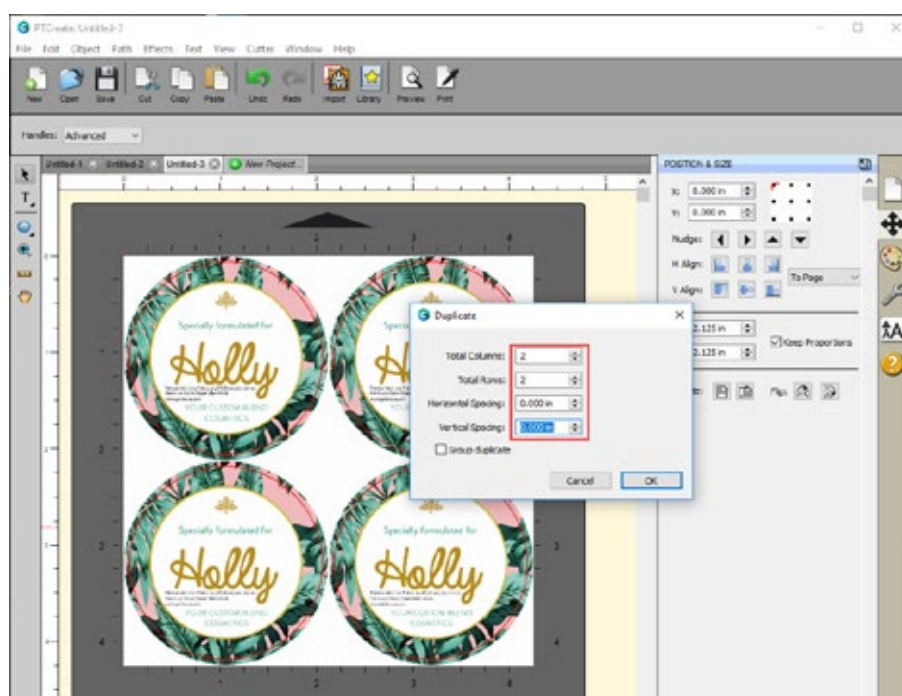 PTCreate: Untitled-3
File Edit Object Path Effects Text View Cutter Window Help
New Open Save Cut Copy Paste Undo Redo Import Library Preview Print
Handles: Advanced
Untitled-1 Untitled-2 Untitled-3 New Project...
POSITION & SIZE
X: 0.000 in
Y: 0.000 in
Nudge:
H Align:
To Page
V Align:
2.125 in
Keep Proportions
2.125 in
Flip:
Duplicate
Total Columns: 2
Total Rows: 2
Horizontal Spacing: 0.000 in
Vertical Spacing: 0.000 in
Group duplicate
Cancel OK
Specially formulated for
Holly
YOUR CUSTOM BLEND
COSMETICS
Specially formulated for
Holly
YOUR CUSTOM BLEND
COSMETICS
Specially formulated for
Holly
YOUR CUSTOM BLEND
COSMETICS